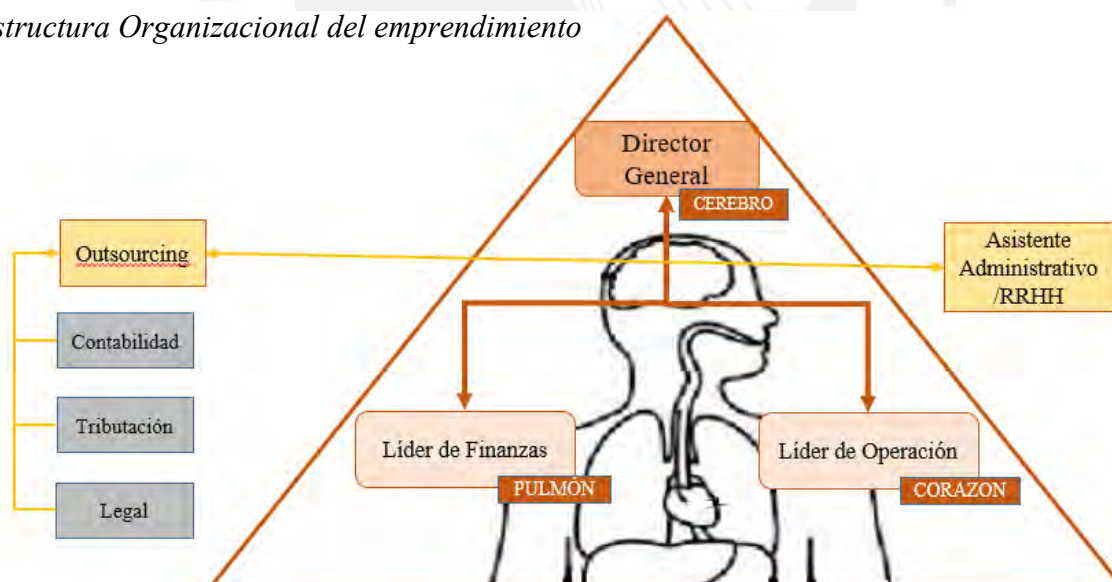 structura Organizacional del emprendimiento
Director
General
CEREBRO
Outsourcing
Asistente
Administrativo
/RRHH
Contabilidad
Tributación
Legal
Líder de Finanzas
PULMÓN
Líder de Operación
CORAZON